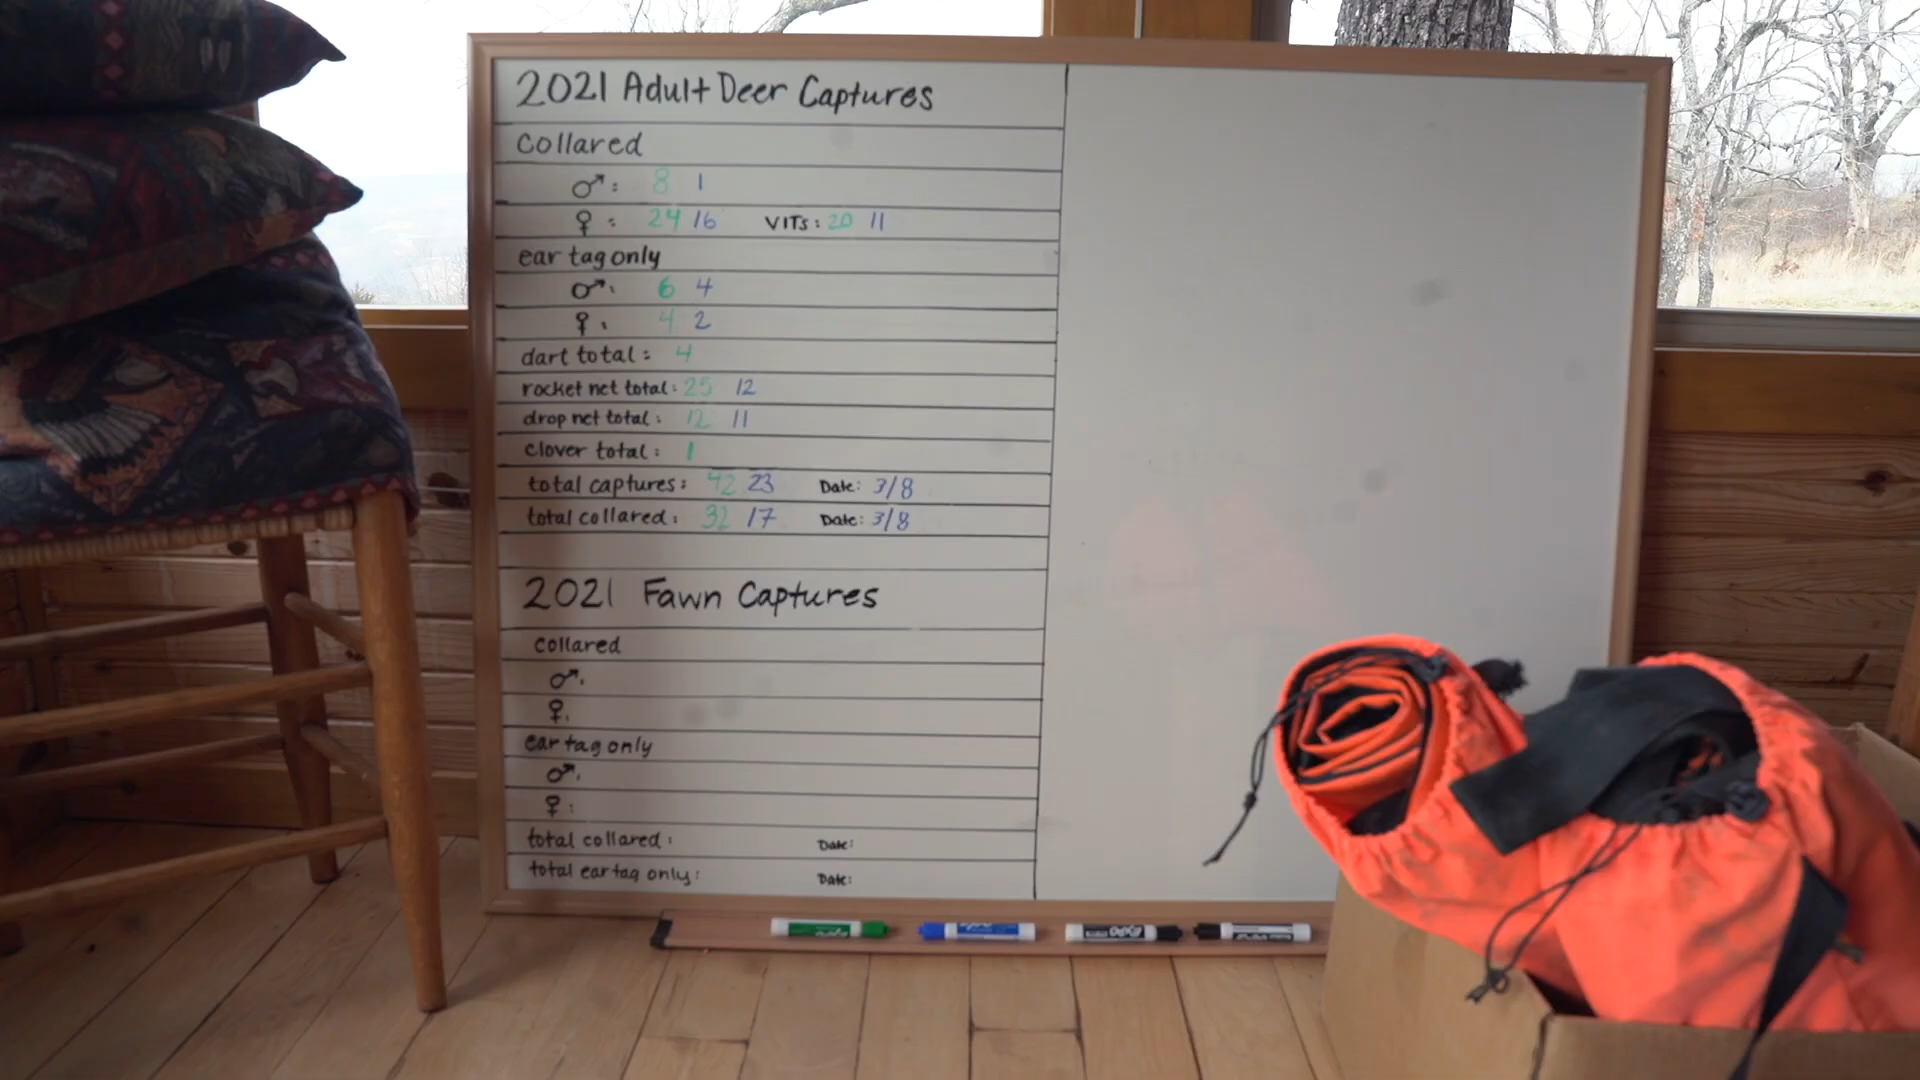 2021 Adult Deer Captures
Collared
♂: 8 1
♀: 24 16 VITs: 20 11
ear tag only
♂: 6 4
♀: 4 2
dart total: 4
rocket net total: 25 12
drop net total: 12 11
clover total: 1
total captures: 42 23 Date: 3/8
total collared: 32 17 Date: 3/8
2021 Fawn Captures
collared
♂:
♀:
ear tag only
♂:
♀:
total collared: Date:
total ear tag only: Date:
EXPO